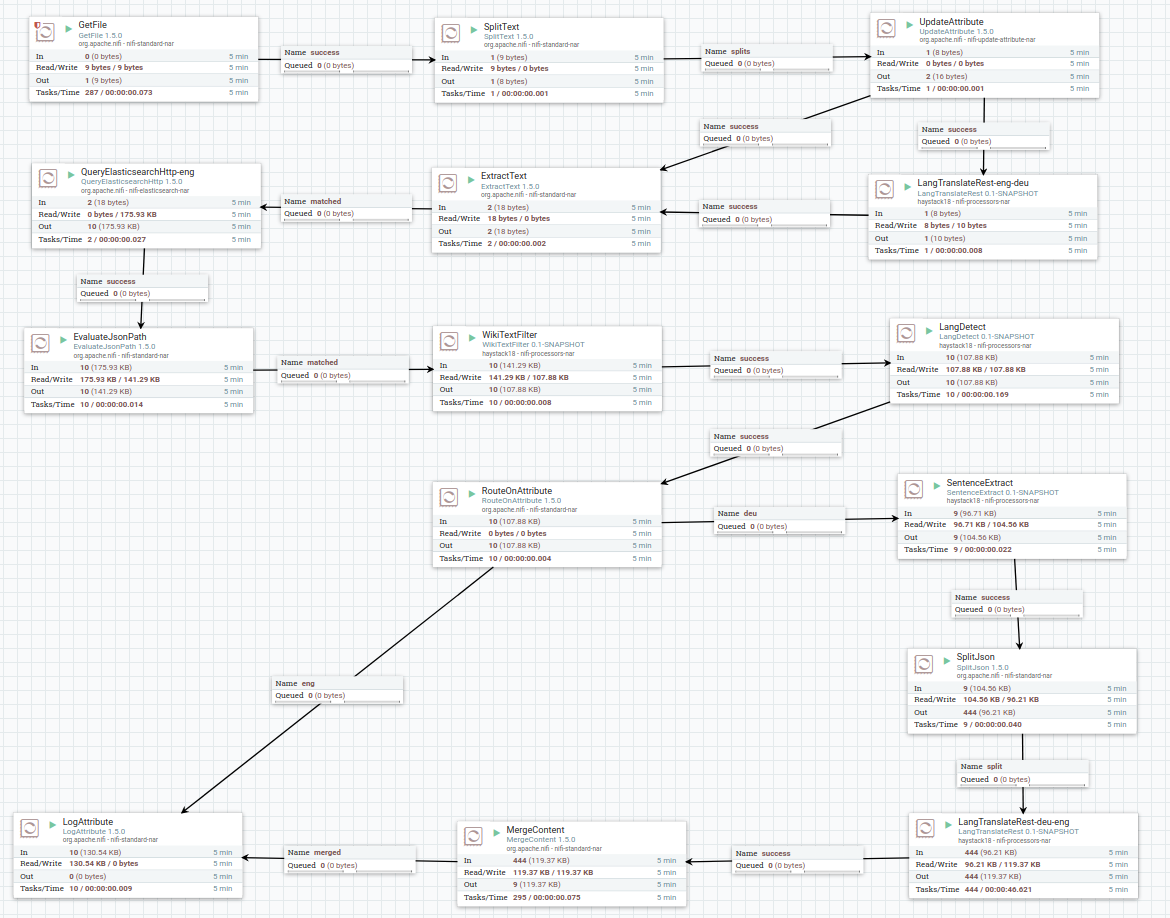 GetFile
GetFile 1.5.0
org.apache.nifi - nifi-standard-nar
In 0 (0 bytes) 5 min
Read/Write 9 bytes / 9 bytes 5 min
Out 1 (9 bytes) 5 min
Tasks/Time 287 / 00:00:00.073 5 min
Name success
Queued 0 (0 bytes)
SplitText
SplitText 1.5.0
org.apache.nifi - nifi-standard-nar
In 1 (9 bytes) 5 min
Read/Write 9 bytes / 0 bytes 5 min
Out 1 (8 bytes) 5 min
Tasks/Time 1 / 00:00:00.001 5 min
Name splits
Queued 0 (0 bytes)
UpdateAttribute
UpdateAttribute 1.5.0
org.apache.nifi - nifi-update-attribute-nar
In 1 (8 bytes) 5 min
Read/Write 0 bytes / 0 bytes 5 min
Out 2 (16 bytes) 5 min
Tasks/Time 1 / 00:00:00.001 5 min
Name success
Queued 0 (0 bytes)
Name success
Queued 0 (0 bytes)
QueryElasticsearchHttp-eng
QueryElasticsearchHttp 1.5.0
org.apache.nifi - nifi-elasticsearch-nar
In 2 (18 bytes) 5 min
Read/Write 0 bytes / 175.93 KB 5 min
Out 10 (175.93 KB) 5 min
Tasks/Time 2 / 00:00:00.027 5 min
Name matched
Queued 0 (0 bytes)
ExtractText
ExtractText 1.5.0
org.apache.nifi - nifi-standard-nar
In 2 (18 bytes) 5 min
Read/Write 18 bytes / 0 bytes 5 min
Out 2 (18 bytes) 5 min
Tasks/Time 2 / 00:00:00.002 5 min
Name success
Queued 0 (0 bytes)
LangTranslateRest-eng-deu
LangTranslateRest 0.1-SNAPSHOT
haystack18 - nifi-processors-nar
In 1 (8 bytes) 5 min
Read/Write 8 bytes / 10 bytes 5 min
Out 1 (10 bytes) 5 min
Tasks/Time 1 / 00:00:00.008 5 min
Name success
Queued 0 (0 bytes)
EvaluateJsonPath
EvaluateJsonPath 1.5.0
org.apache.nifi - nifi-standard-nar
In 10 (175.93 KB) 5 min
Read/Write 175.93 KB / 141.29 KB 5 min
Out 10 (141.29 KB) 5 min
Tasks/Time 10 / 00:00:00.014 5 min
Name matched
Queued 0 (0 bytes)
WikiTextFilter
WikiTextFilter 0.1-SNAPSHOT
haystack18 - nifi-processors-nar
In 10 (141.29 KB) 5 min
Read/Write 141.29 KB / 107.88 KB 5 min
Out 10 (107.88 KB) 5 min
Tasks/Time 10 / 00:00:00.008 5 min
Name success
Queued 0 (0 bytes)
LangDetect
LangDetect 0.1-SNAPSHOT
haystack18 - nifi-processors-nar
In 10 (107.88 KB) 5 min
Read/Write 107.88 KB / 107.88 KB 5 min
Out 10 (107.88 KB) 5 min
Tasks/Time 10 / 00:00:00.169 5 min
Name success
Queued 0 (0 bytes)
RouteOnAttribute
RouteOnAttribute 1.5.0
org.apache.nifi - nifi-standard-nar
In 10 (107.88 KB) 5 min
Read/Write 0 bytes / 0 bytes 5 min
Out 10 (107.88 KB) 5 min
Tasks/Time 10 / 00:00:00.004 5 min
Name deu
Queued 0 (0 bytes)
SentenceExtract
SentenceExtract 0.1-SNAPSHOT
haystack18 - nifi-processors-nar
In 9 (96.71 KB) 5 min
Read/Write 96.71 KB / 104.56 KB 5 min
Out 9 (104.56 KB) 5 min
Tasks/Time 9 / 00:00:00.022 5 min
Name success
Queued 0 (0 bytes)
SplitJson
SplitJson 1.5.0
org.apache.nifi - nifi-standard-nar
In 9 (104.56 KB) 5 min
Read/Write 104.56 KB / 96.21 KB 5 min
Out 444 (96.21 KB) 5 min
Tasks/Time 9 / 00:00:00.040 5 min
Name eng
Queued 0 (0 bytes)
Name split
Queued 0 (0 bytes)
LogAttribute
LogAttribute 1.5.0
org.apache.nifi - nifi-standard-nar
In 10 (130.54 KB) 5 min
Read/Write 130.54 KB / 0 bytes 5 min
Out 0 (0 bytes) 5 min
Tasks/Time 10 / 00:00:00.009 5 min
Name merged
Queued 0 (0 bytes)
MergeContent
MergeContent 1.5.0
org.apache.nifi - nifi-standard-nar
In 444 (119.37 KB) 5 min
Read/Write 119.37 KB / 119.37 KB 5 min
Out 9 (119.37 KB) 5 min
Tasks/Time 295 / 00:00:00.075 5 min
Name success
Queued 0 (0 bytes)
LangTranslateRest-deu-eng
LangTranslateRest 0.1-SNAPSHOT
haystack18 - nifi-processors-nar
In 444 (96.21 KB) 5 min
Read/Write 96.21 KB / 119.37 KB 5 min
Out 444 (119.37 KB) 5 min
Tasks/Time 444 / 00:00:46.621 5 min